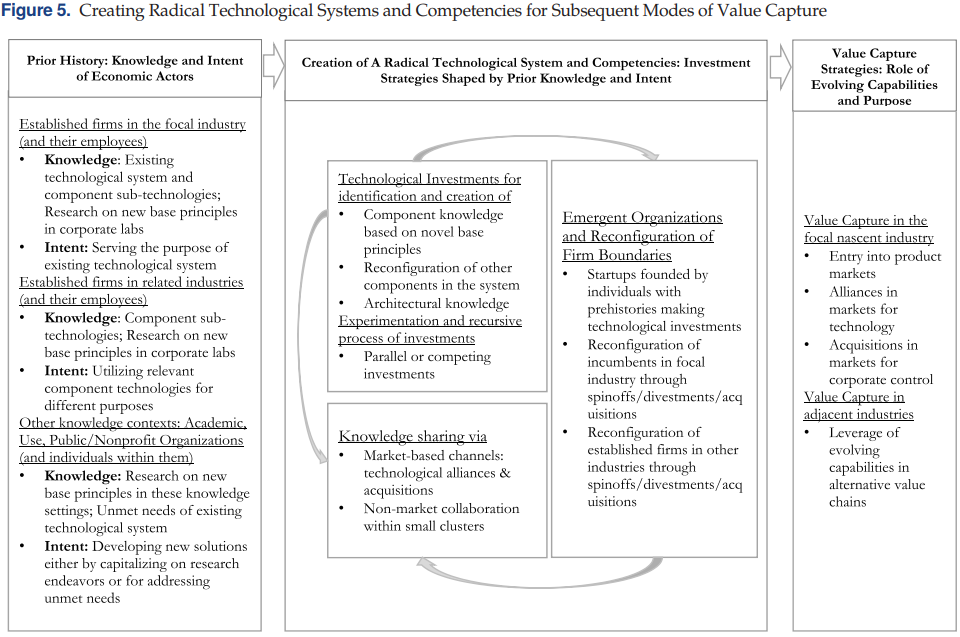 Figure 5. Creating Radical Technological Systems and Competencies for Subsequent Modes of Value Capture
Prior History: Knowledge and Intent
of Economic Actors
Established firms in the focal industry
(and their employees)
• Knowledge: Existing
technological system and
component sub-technologies;
Research on new base principles
in corporate labs
• Intent: Serving the purpose of
existing technological system
Established firms in related industries
(and their employees)
• Knowledge: Component sub-
technologies; Research on new
base principles in corporate labs
• Intent: Utilizing relevant
component technologies for
different purposes
Other knowledge contexts: Academic,
Use, Public/Nonprofit Organizations
(and individuals within them)
• Knowledge: Research on new
base principles in these knowledge
settings; Unmet needs of existing
technological system
• Intent: Developing new solutions
either by capitalizing on research
endeavors or for addressing
unmet needs
Creation of A Radical Technological System and Competencies: Investment
Strategies Shaped by Prior Knowledge and Intent
Technological Investments for
identification and creation of
• Component knowledge
based on novel base
principles
• Reconfiguration of other
components in the system
• Architectural knowledge
Experimentation and recursive
process of investments
• Parallel or competing
investments
Knowledge sharing via
• Market-based channels:
technological alliances &
acquisitions
• Non-market collaboration
within small clusters
Emergent Organizations
and Reconfiguration of
Firm Boundaries
• Startups founded by
individuals with
prehistories making
technological investments
• Reconfiguration of
incumbents in focal
industry through
spinoffs/divestments/acq
uisitions
• Reconfiguration of
established firms in other
industries through
spinoffs/divestments/acq
uisitions
Value Capture
Strategies: Role of
Evolving Capabilities
and Purpose
Value Capture in the
focal nascent industry
• Entry into product
markets
• Alliances in
markets for
technology
• Acquisitions in
markets for
corporate control
Value Capture in
adjacent industries
• Leverage of
evolving
capabilities in
alternative value
chains